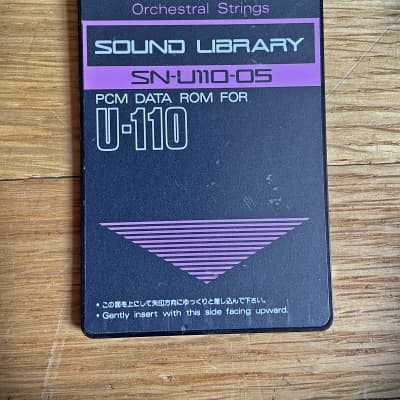 Orchestral Strings
SOUND LIBRARY
SN-U110-05
PCM DATA ROM FOR
U-110
・この面を上にして矢印方向にゆっくりと差し込んで下さい。
・Gently insert with this side facing upward.